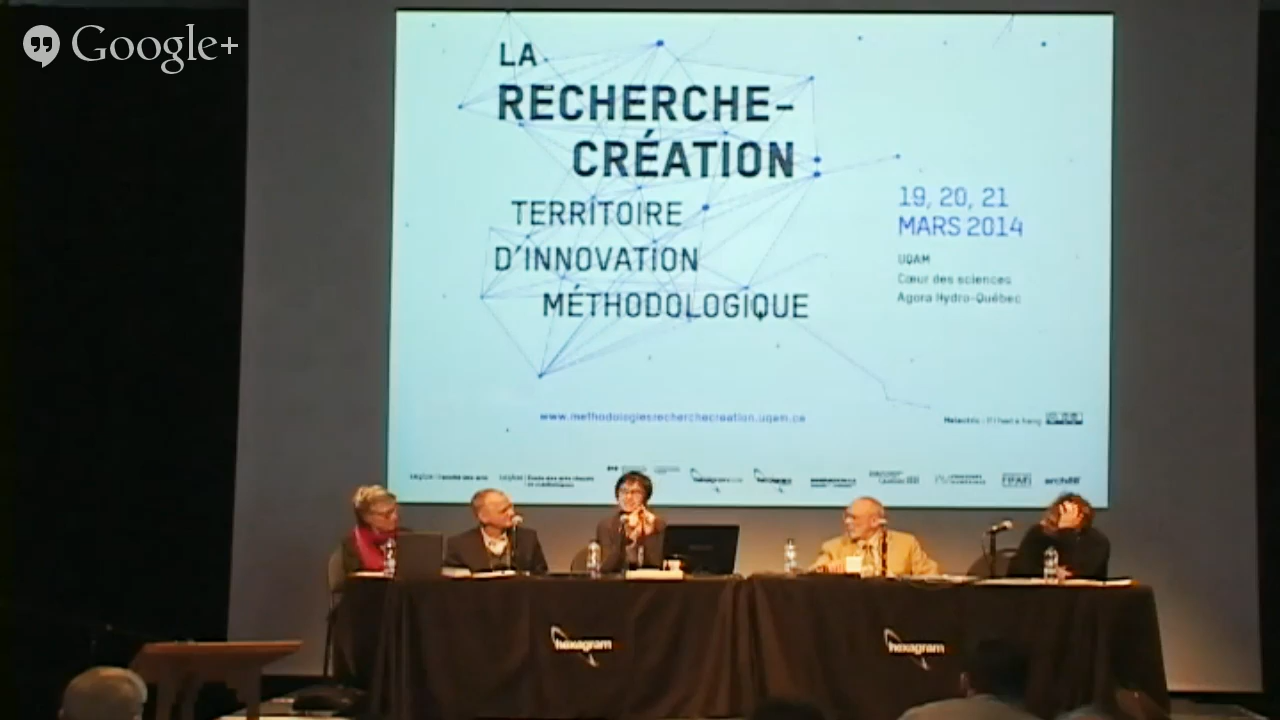 Google+
LA
RECHERCHE-
CRÉATION :
TERRITOIRE
D'INNOVATION
MÉTHODOLOGIQUE
19, 20, 21
MARS 2014
UQAM
Cœur des sciences
Agora Hydro-Québec
www.methodologiesrecherchecreation.uqam.ca
hexagram
hexagram